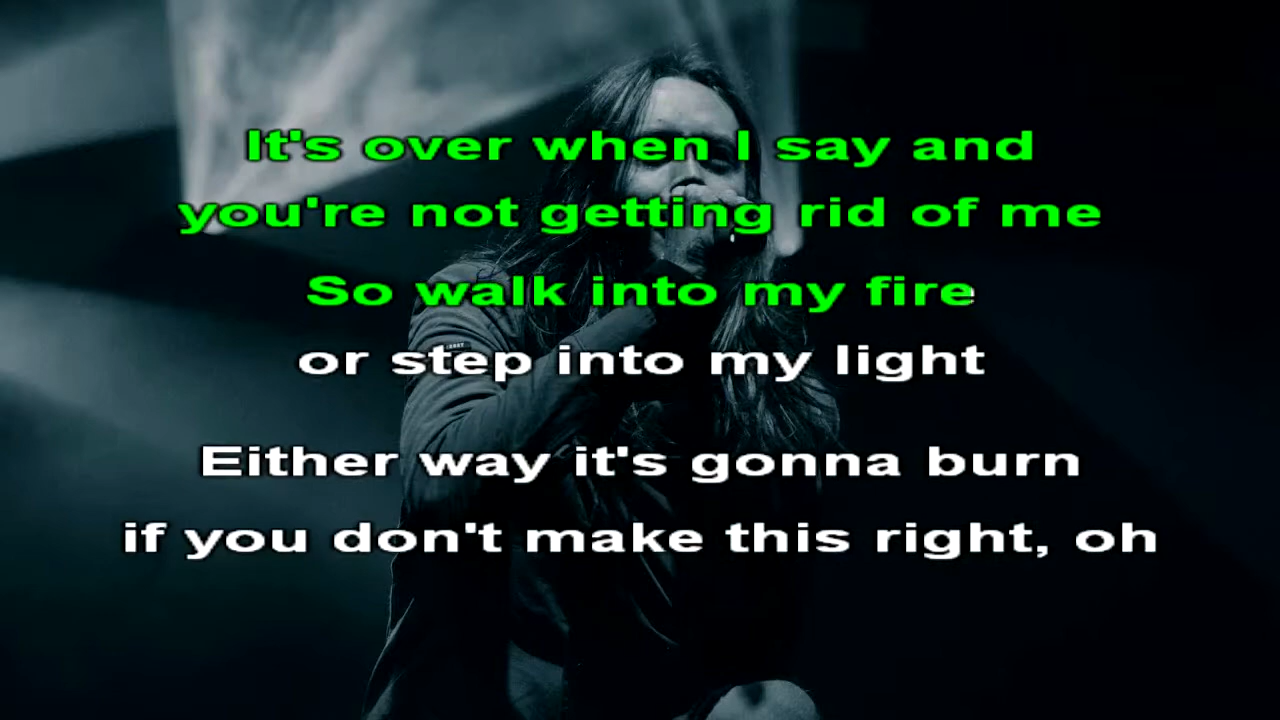 It's over when I say and
you're not getting rid of me
So walk into my fire
or step into my light
Either way it's gonna burn
if you don't make this right, oh